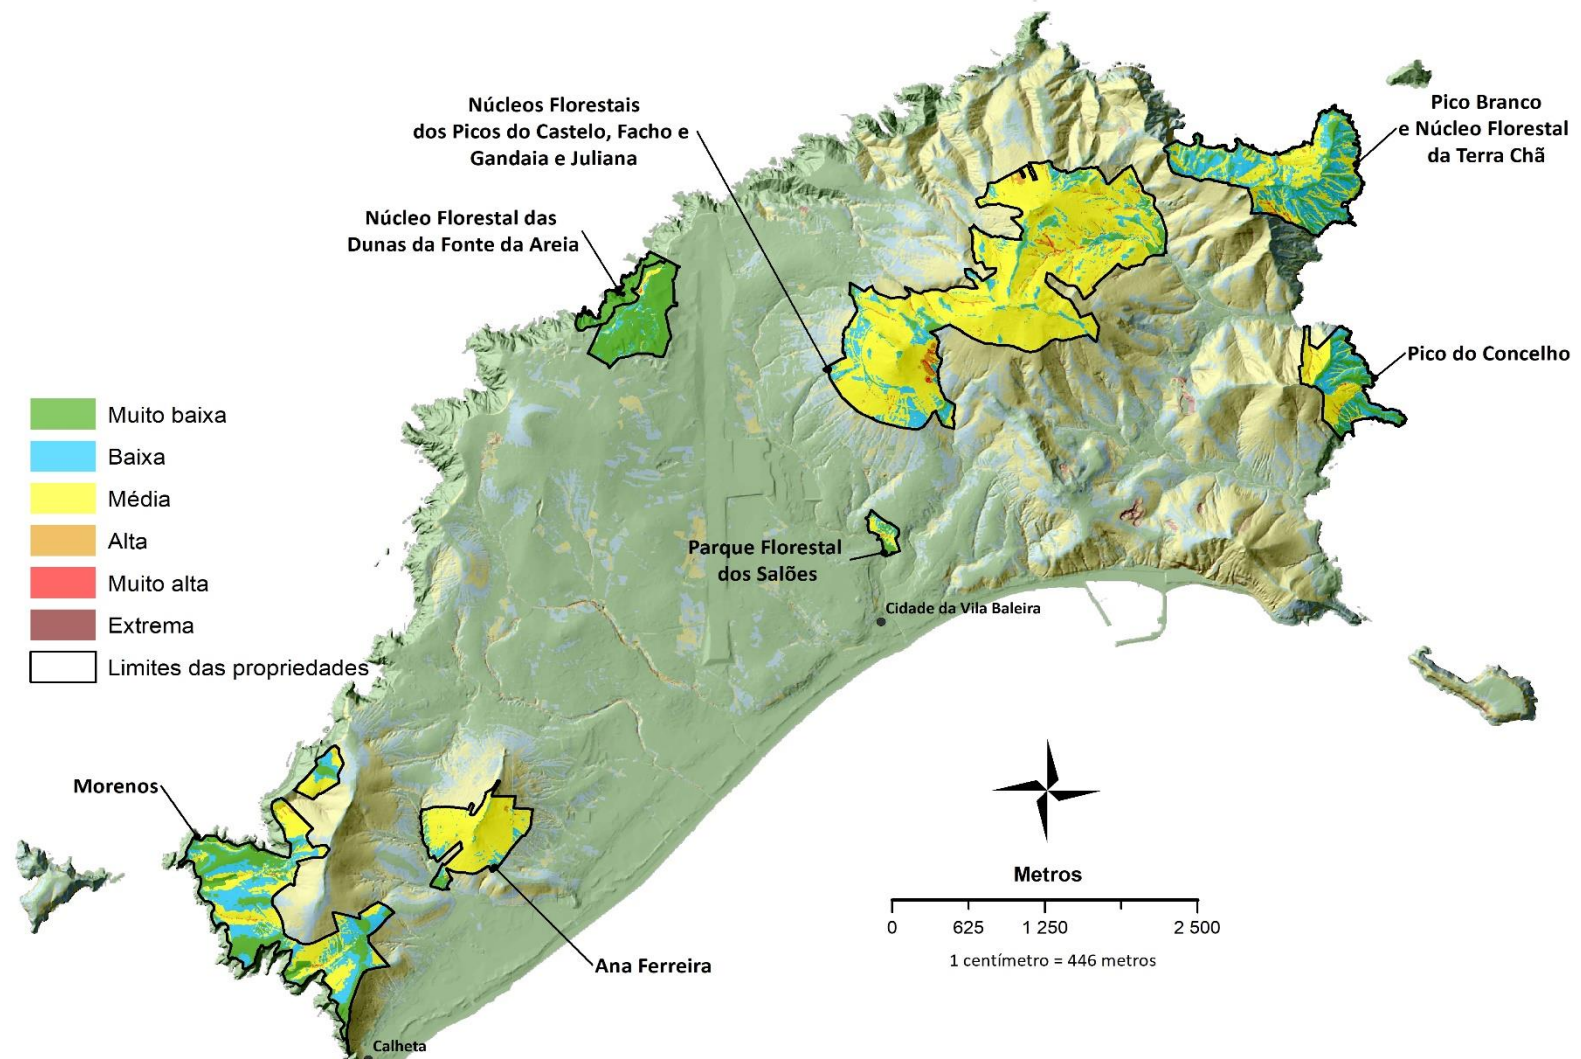 Núcleos Florestais
dos Picos do Castelo, Facho e
Gandaia e Juliana
Pico Branco
e Núcleo Florestal
da Terra Chã
Núcleo Florestal das
Dunas da Fonte da Areia
Pico do Concelho
Muito baixa
Baixa
Média
Alta
Muito alta
Extrema
Limites das propriedades
Parque Florestal
dos Salões
Cidade da Vila Baleira
Morenos
Ana Ferreira
Calheta
Metros
0 625 1 250 2 500
1 centímetro = 446 metros